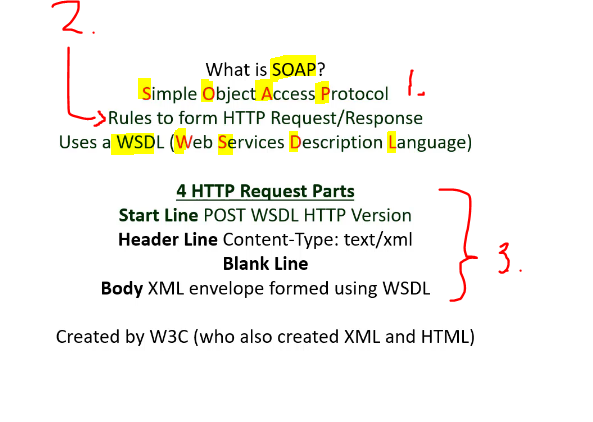 2.
What is SOAP?
Simple Object Access Protocol 1.
Rules to form HTTP Request/Response
Uses a WSDL (Web Services Description Language)
4 HTTP Request Parts
Start Line POST WSDL HTTP Version
Header Line Content-Type: text/xml
Blank Line
3.
Body XML envelope formed using WSDL
Created by W3C (who also created XML and HTML)